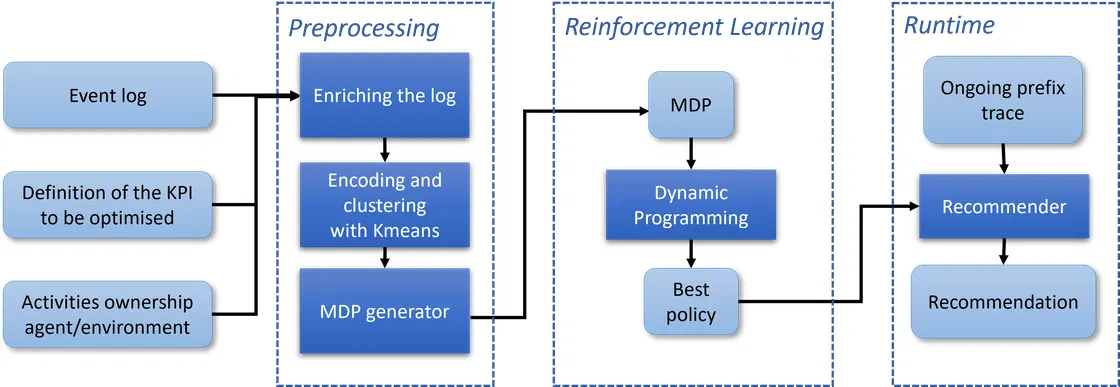 Preprocessing
Reinforcement Learning
Runtime
Event log
Definition of the KPI
to be optimised
Activities ownership
agent/environment
Enriching the log
Encoding and
clustering
with Kmeans
MDP generator
MDP
Dynamic
Programming
Best
policy
Ongoing prefix
trace
Recommender
Recommendation